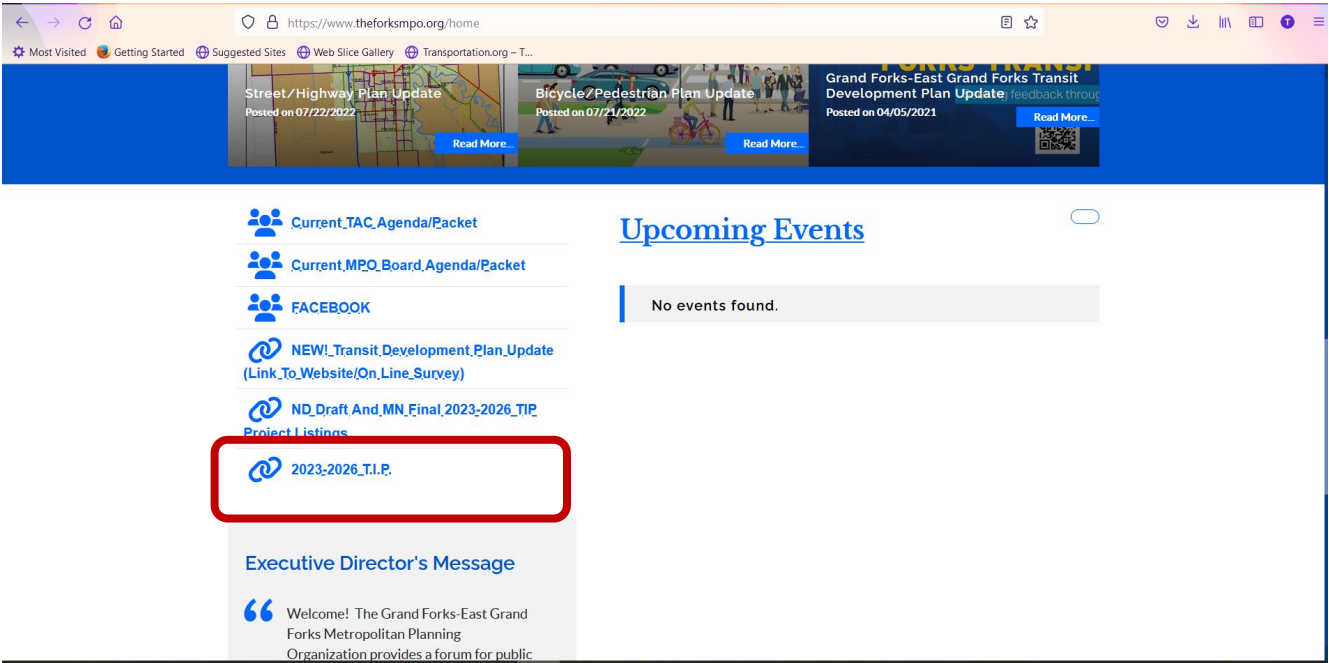 https://www.theforksmpo.org/home
Most Visited Getting Started Suggested Sites Web Slice Gallery Transportation.org – T...
Street/Highway Plan Update
Posted on 07/22/2022
Read More...
Bicycle/Pedestrian Plan Update
Posted on 07/21/2022
Read More...
FORKS TRANSI
Grand Forks-East Grand Forks Transit
Development Plan Update feedback throug
Posted on 04/05/2021
Read More...
Current TAC Agenda/Packet
Current MPO Board Agenda/Packet
FACEBOOK
NEW! Transit Development Plan Update
(Link To Website/On Line Survey)
ND Draft And MN Final 2023-2026 TIP
Project Listings
2023-2026 T.I.P.
Upcoming Events
No events found.
Executive Director's Message
Welcome! The Grand Forks-East Grand
Forks Metropolitan Planning
Organization provides a forum for public